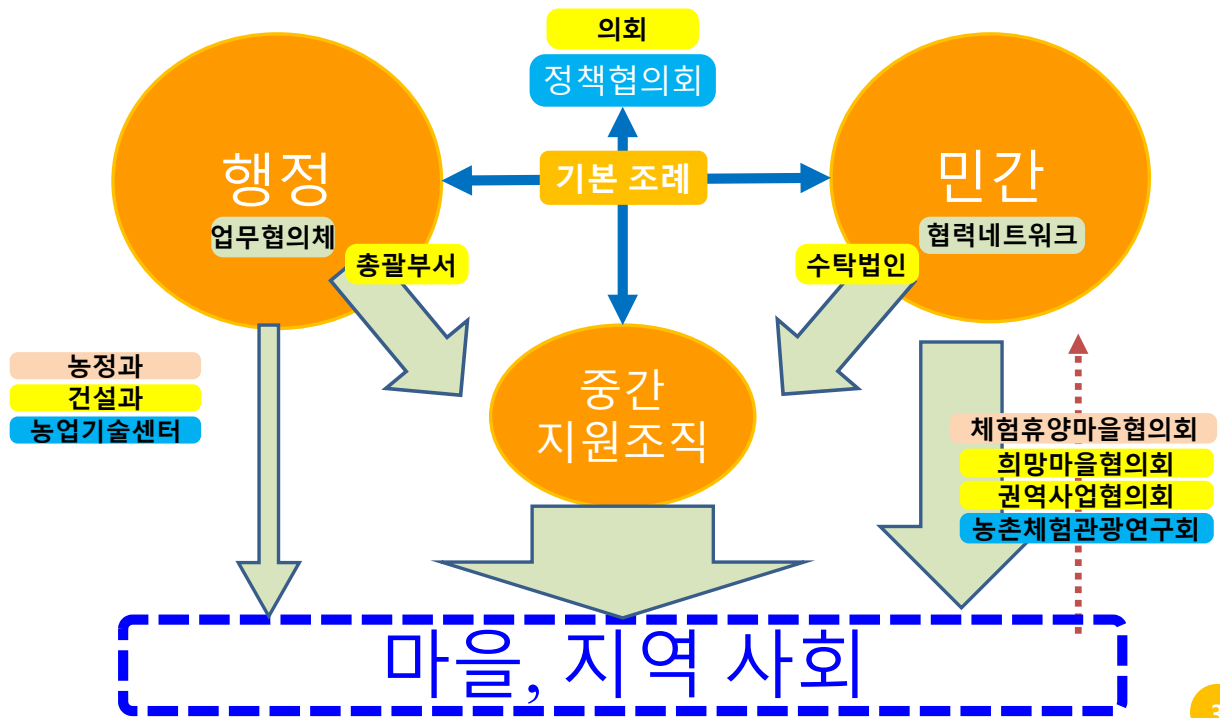 의회
정책협의회
행정
기본 조례
민간
업무협의체
협력네트워크
총괄부서
수탁법인
농정과
건설과
농업기술센터
중간
지원조직
체험휴양마을협의회
희망마을협의회
권역사업협의회
농촌체험관광연구회
마을, 지역 사회